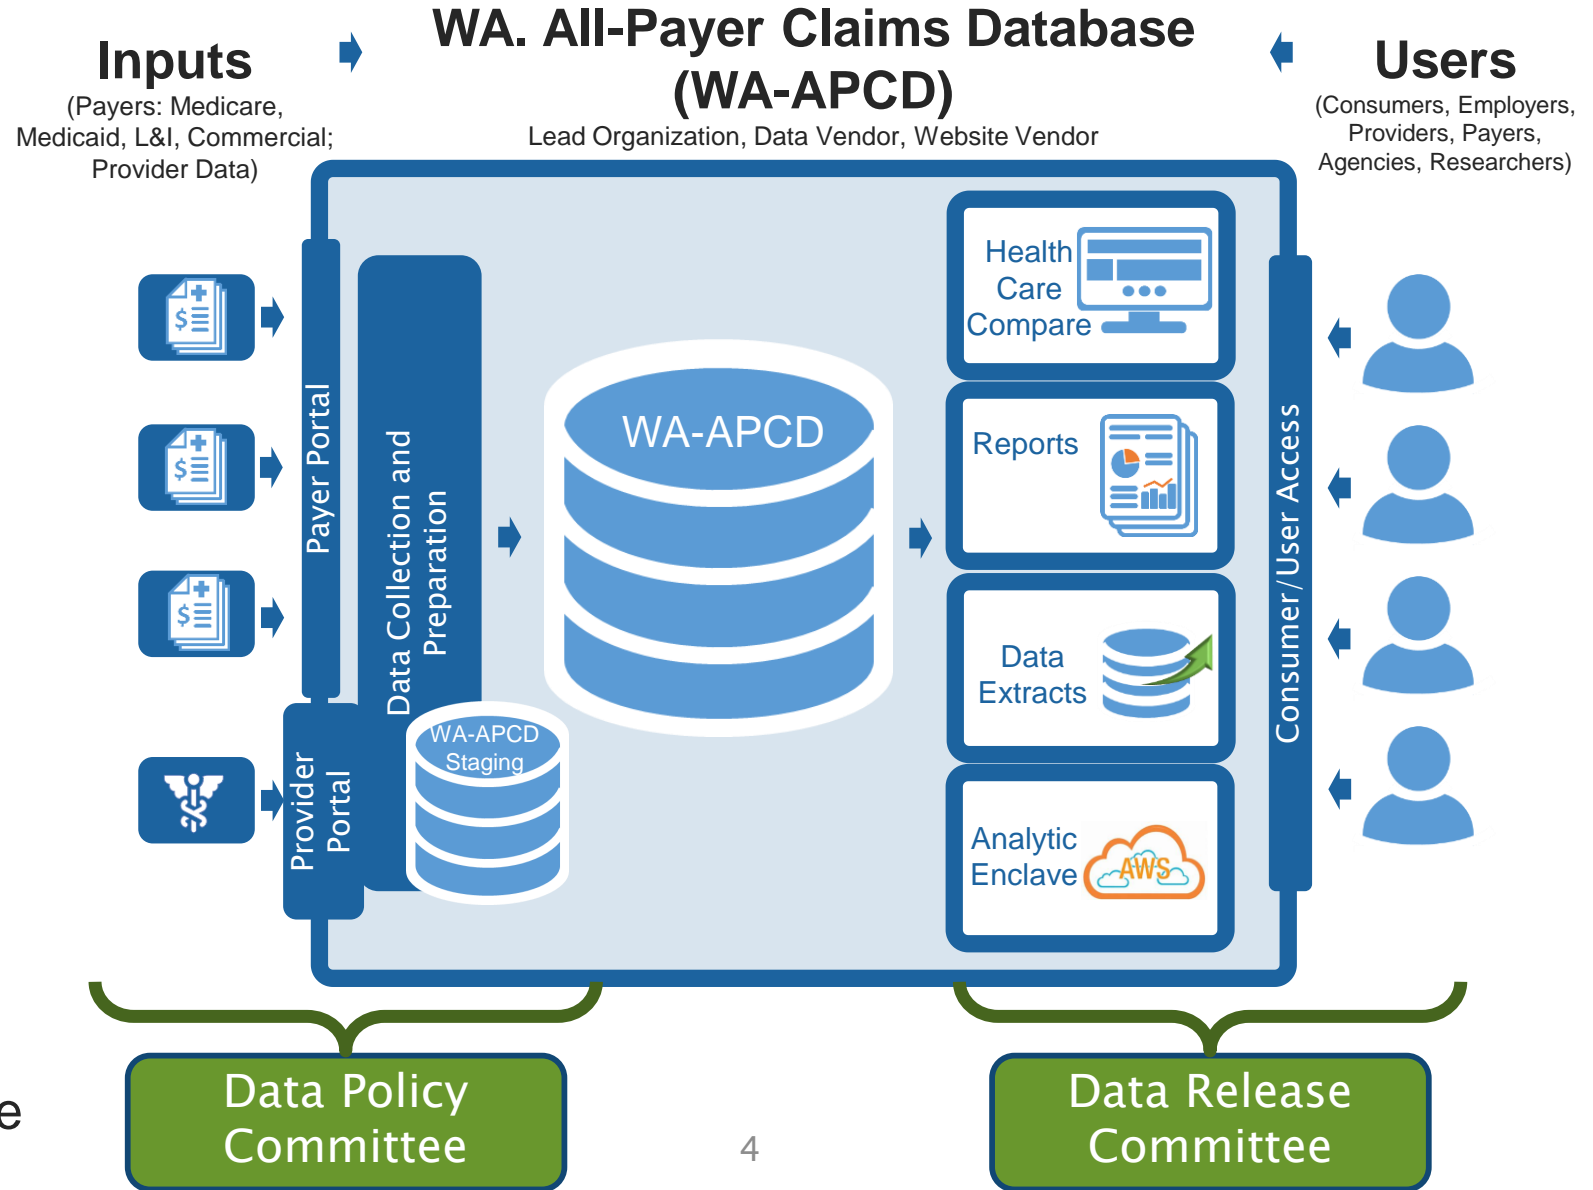 WA. All-Payer Claims Database
(WA-APCD)
Lead Organization, Data Vendor, Website Vendor
Inputs
(Payers: Medicare,
Medicaid, L&I, Commercial;
Provider Data)
Users
(Consumers, Employers,
Providers, Payers,
Agencies, Researchers)
$
$
$
Payer Portal
Provider
Portal
Data Collection and
Preparation
WA-APCD
Staging
WA-APCD
Health
Care
Compare
Reports
Data
Extracts
Analytic
Enclave
AWS
Consumer/User Access
Data Policy
Committee
Data Release
Committee
e
4